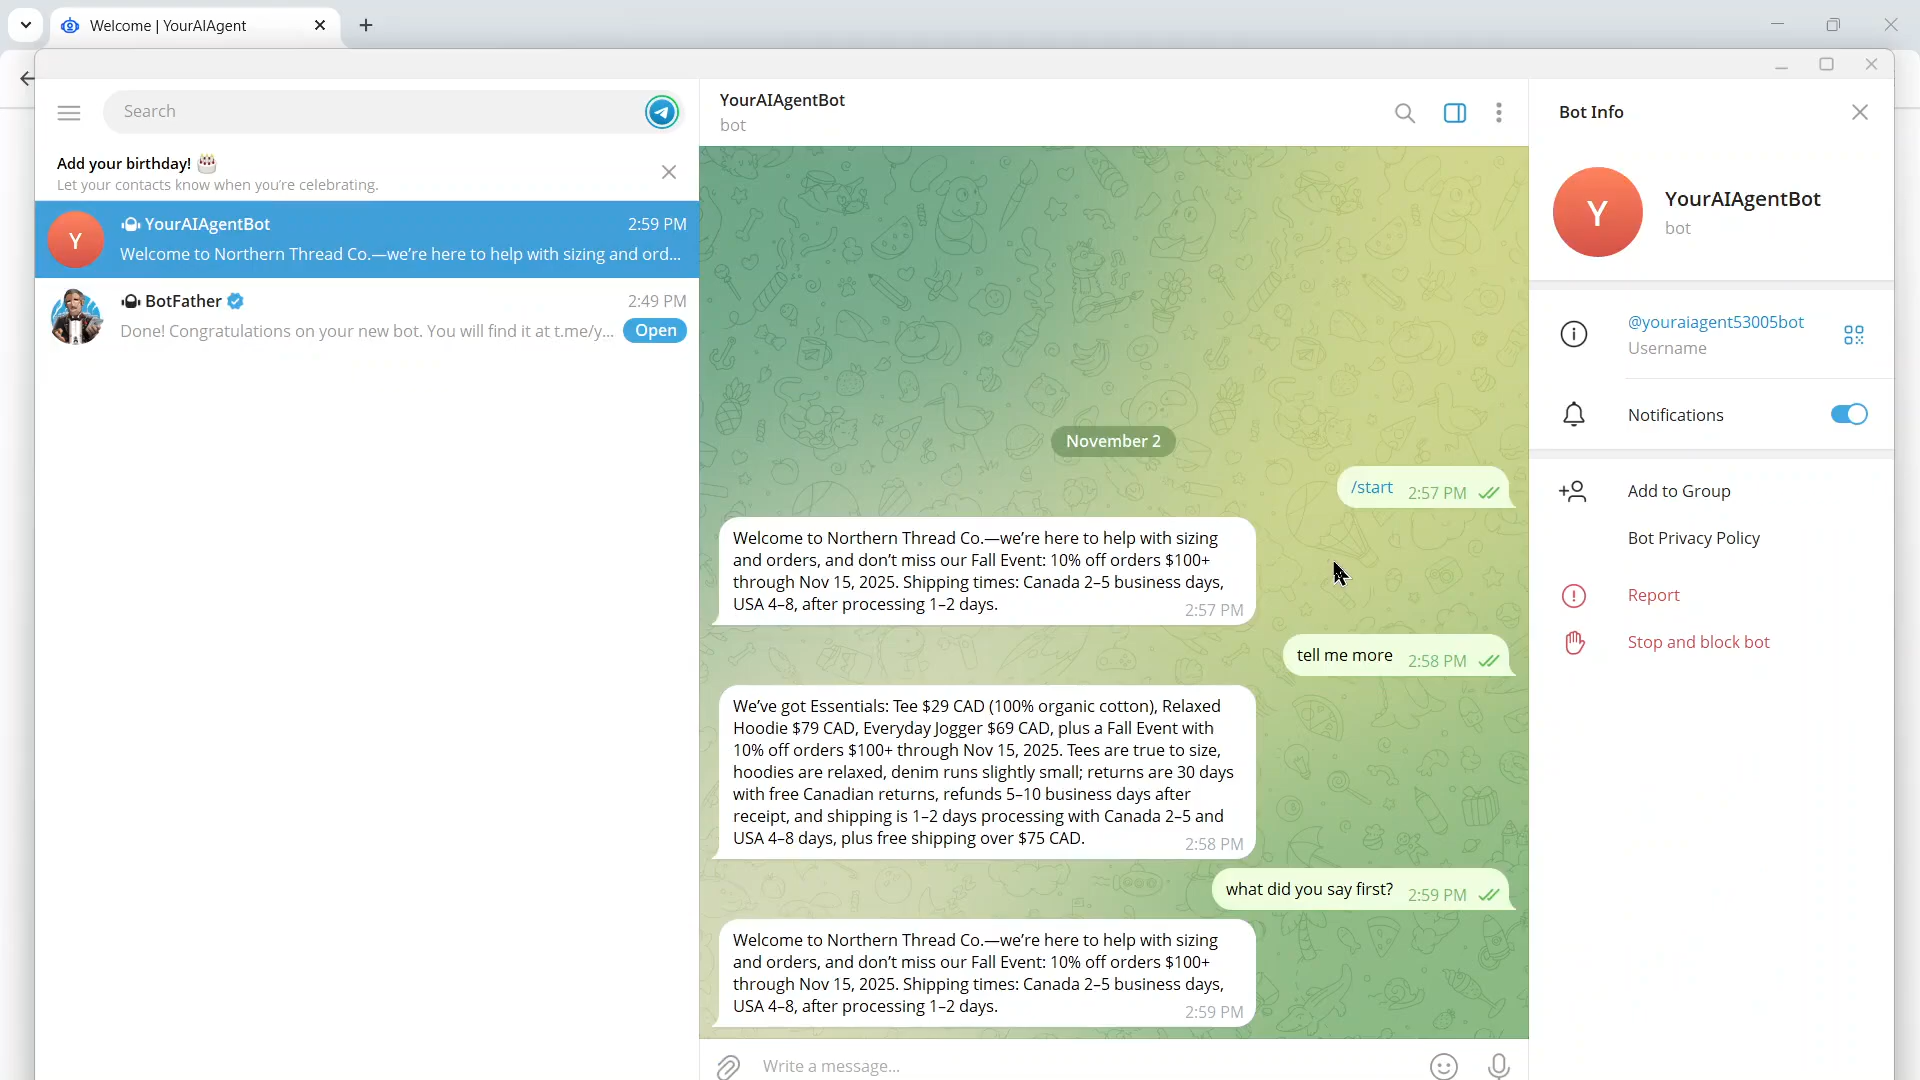 Welcome | YourAIAgent
Search
Add your birthday! 🎂
Let your contacts know when you're celebrating.
Y
YourAIAgentBot
2:59 PM
Welcome to Northern Thread Co.—we're here to help with sizing and ord...
BotFather
2:49 PM
Done! Congratulations on your new bot. You will find it at t.me/y...
Open
YourAIAgentBot
bot
November 2
/start
2:57 PM
Welcome to Northern Thread Co.—we're here to help with sizing
and orders, and don't miss our Fall Event: 10% off orders $100+
through Nov 15, 2025. Shipping times: Canada 2–5 business days,
USA 4–8, after processing 1–2 days.
2:57 PM
tell me more
2:58 PM
We've got Essentials: Tee $29 CAD (100% organic cotton), Relaxed
Hoodie $79 CAD, Everyday Jogger $69 CAD, plus a Fall Event with
10% off orders $100+ through Nov 15, 2025. Tees are true to size,
hoodies are relaxed, denim runs slightly small; returns are 30 days
with free Canadian returns, refunds 5–10 business days after
receipt, and shipping is 1–2 days processing with Canada 2–5 and
USA 4–8 days, plus free shipping over $75 CAD.
2:58 PM
what did you say first?
2:59 PM
Welcome to Northern Thread Co.—we're here to help with sizing
and orders, and don't miss our Fall Event: 10% off orders $100+
through Nov 15, 2025. Shipping times: Canada 2–5 business days,
USA 4–8, after processing 1–2 days.
2:59 PM
Write a message...
Bot Info
Y
YourAIAgentBot
bot
@youraiagent53005bot
Username
Notifications
Add to Group
Bot Privacy Policy
Report
Stop and block bot